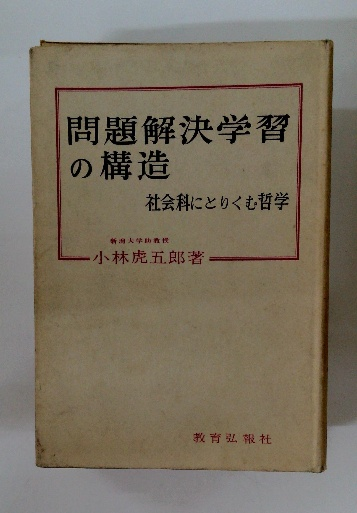 問題解決学習
の構造
社会科にとりくむ哲学
新潟大学助教授
小林虎五郎著
教育弘報社